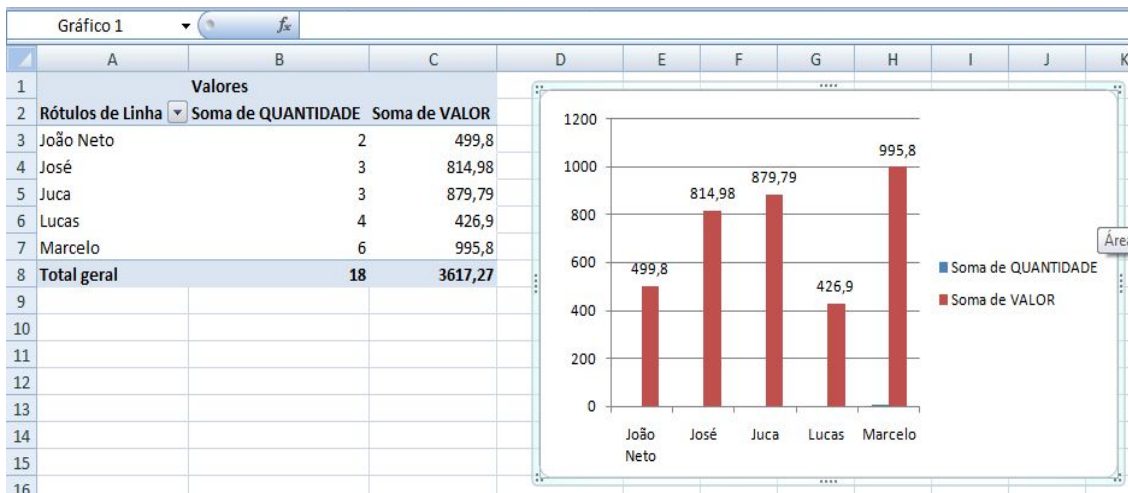 Gráfico 1 fx
A B C D E F G H I J K
1 Valores
2 Rótulos de Linha Soma de QUANTIDADE Soma de VALOR
3 João Neto 2 499,8
4 José 3 814,98
5 Juca 3 879,79
6 Lucas 4 426,9
7 Marcelo 6 995,8
8 Total geral 18 3617,27
9
10
11
12
13
14
15
16
1200
1000
800
600
400
200
0
499,8
814,98
879,79
426,9
995,8
João Neto José Juca Lucas Marcelo
Soma de QUANTIDADE
Soma de VALOR
Área